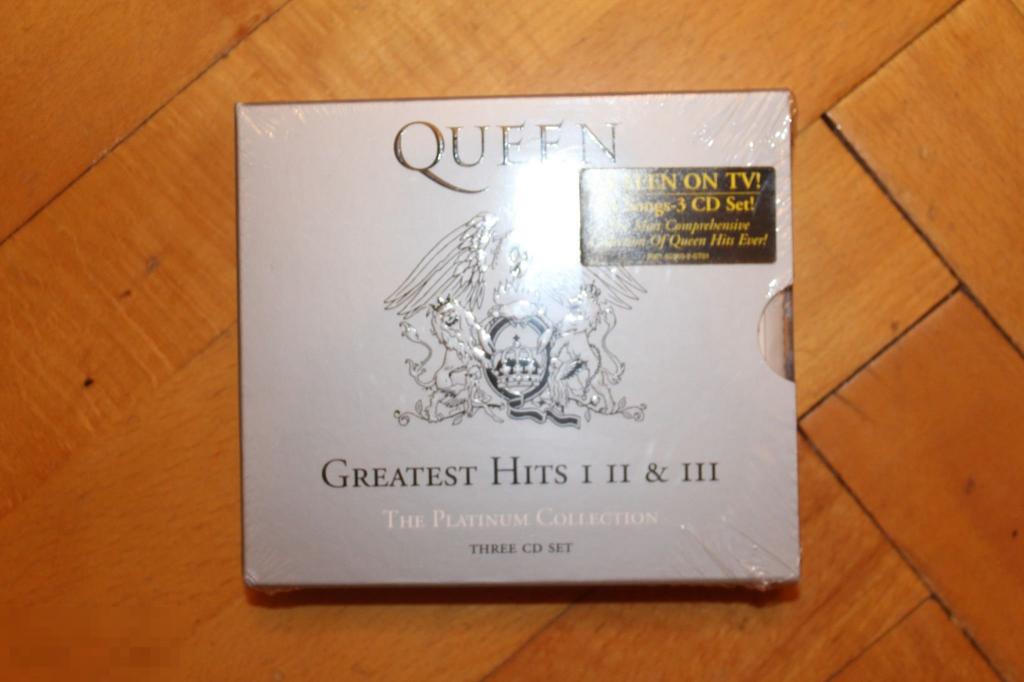 QUEEN
ON TV!
Songs-3 CD Set!
Most Comprehensive
Of Queen Hits Ever!
GREATEST HITS I II & III
THE PLATINUM COLLECTION
THREE CD SET